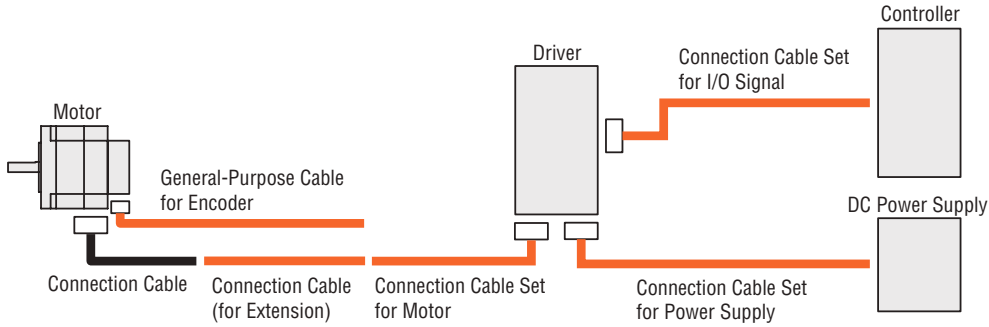 Controller
Driver
Connection Cable Set
for I/O Signal
Motor
General-Purpose Cable
for Encoder
DC Power Supply
Connection Cable
Connection Cable
(for Extension)
Connection Cable Set
for Motor
Connection Cable Set
for Power Supply